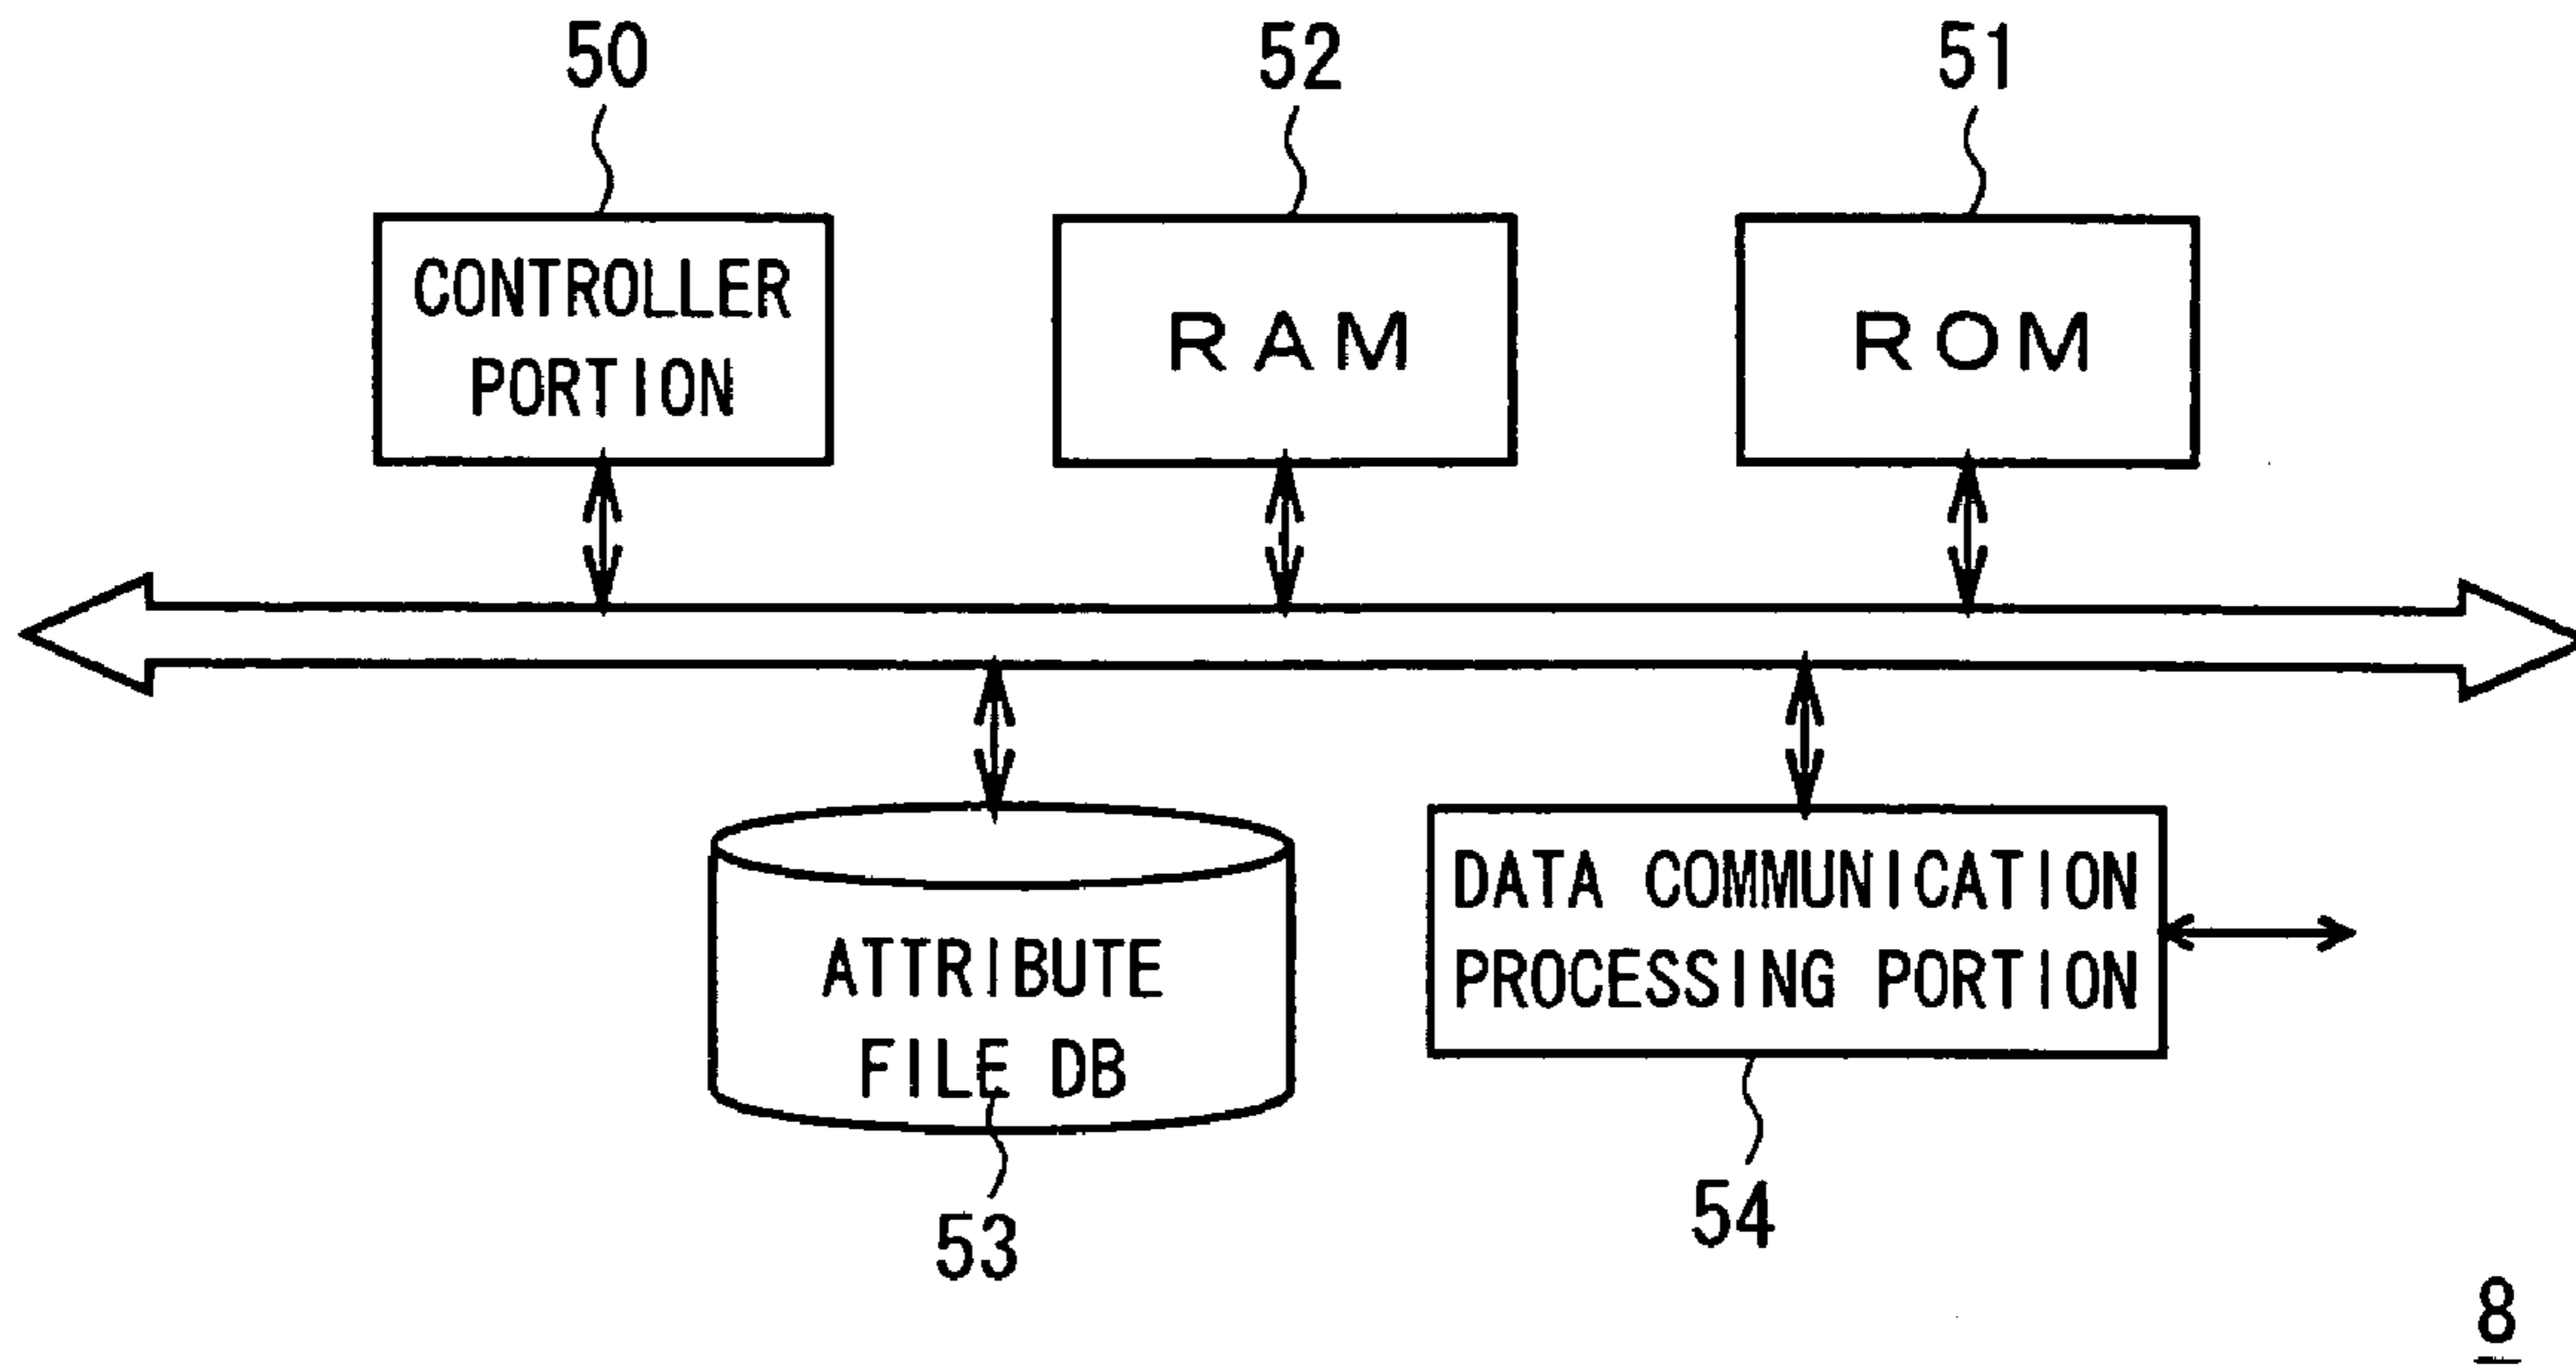 50
52
51
CONTROLLER
PORTION
RAM
ROM
ATTRIBUTE
FILE DB
DATA COMMUNICATION
PROCESSING PORTION
53
54
8